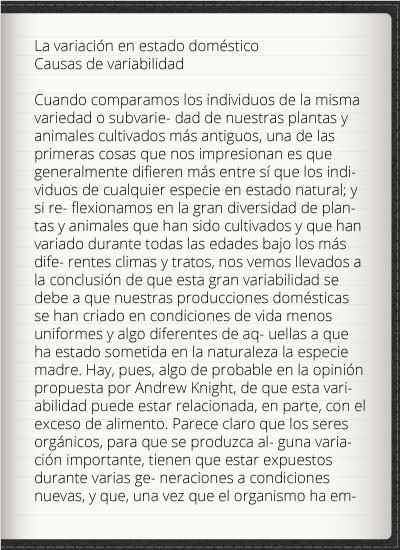 La variación en estado doméstico
Causas de variabilidad
Cuando comparamos los individuos de la misma
variedad o subvarie- dad de nuestras plantas y
animales cultivados más antiguos, una de las
primeras cosas que nos impresionan es que
generalmente difieren más entre sí que los indi-
viduos de cualquier especie en estado natural; y
si re- flexionamos en la gran diversidad de plan-
tas y animales que han sido cultivados y que han
variado durante todas las edades bajo los más
dife- rentes climas y tratos, nos vemos llevados a
la conclusión de que esta gran variabilidad se
debe a que nuestras producciones domésticas
se han criado en condiciones de vida menos
uniformes y algo diferentes de aq- uellas a que
ha estado sometida en la naturaleza la especie
madre. Hay, pues, algo de probable en la opinión
propuesta por Andrew Knight, de que esta vari-
abilidad puede estar relacionada, en parte, con el
exceso de alimento. Parece claro que los seres
orgánicos, para que se produzca al- guna varia-
ción importante, tienen que estar expuestos
durante varias ge- neraciones a condiciones
nuevas, y que, una vez que el organismo ha em-